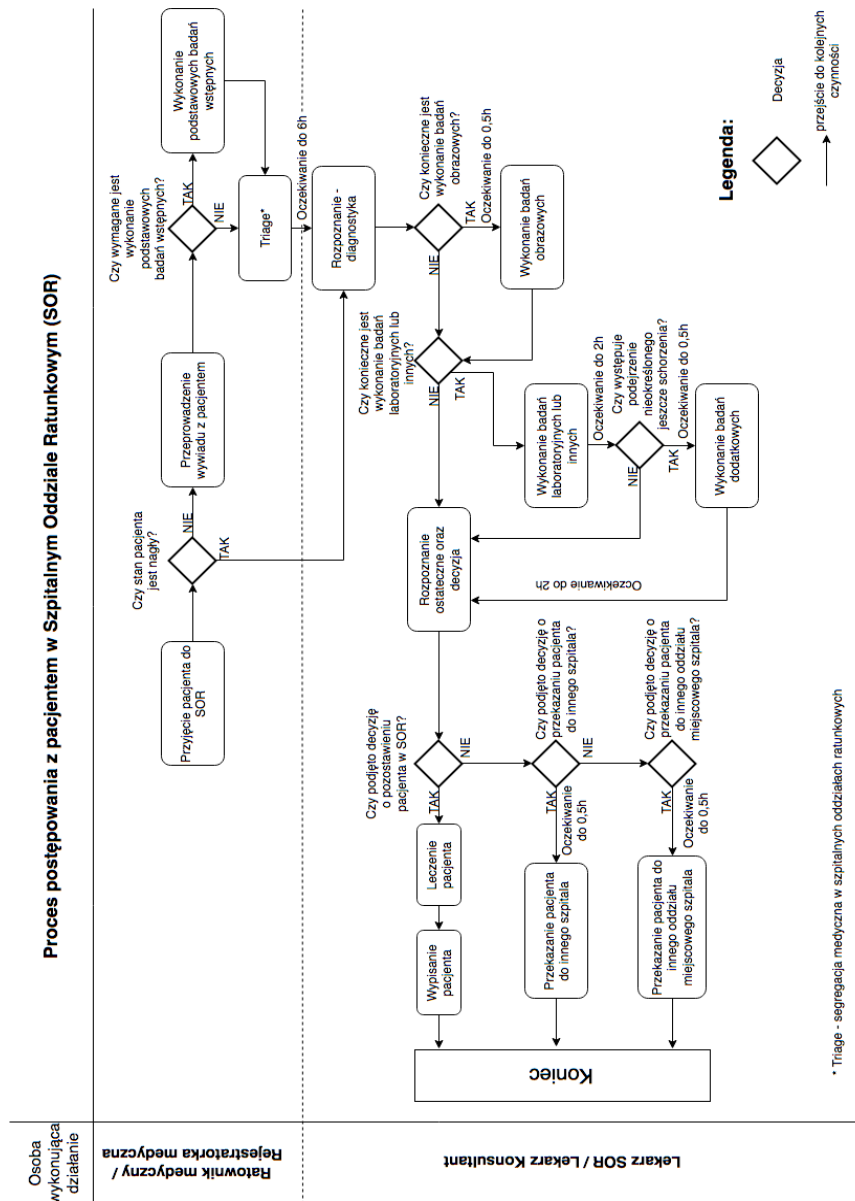 Proces postępowania z pacjentem w Szpitalnym Oddziale Ratunkowym (SOR)
Osoba
wykonująca
działanie
Ratownik medyczny /
Rejestratorka medyczna
Przyjęcie pacjenta do
SOR
Czy stan pacjenta
jest nagły?
NIE
TAK
Przeprowadzenie
wywiadu z pacjentem
Czy wymagane jest
wykonanie
podstawowych
badań wstępnych?
TAK
NIE
Wykonanie
podstawowych badań
wstępnych
Triage*
Oczekiwanie do 6h
Lekarz SOR / Lekarz Konsultant
Rozpoznanie -
diagnostyka
Czy konieczne jest
wykonanie badań
obrazowych?
NIE
TAK
Oczekiwanie do 0,5h
Wykonanie badań
obrazowych
Czy konieczne jest
wykonanie badań
laboratoryjnych lub
innych?
NIE
TAK
Wykonanie badań
laboratoryjnych lub
innych
Oczekiwanie do 2h
Czy występuje
podejrzenie
nieokreślonego
jeszcze schorzenia?
NIE
TAK
Oczekiwanie do 0,5h
Wykonanie badań
dodatkowych
Oczekiwanie do 2h
Rozpoznanie
ostateczne oraz
decyzja
Czy podjęto decyzję
o pozostawieniu
pacjenta w SOR?
TAK
NIE
Leczenie
pacjenta
Wypisanie
pacjenta
Czy podjęto decyzję o
przekazaniu pacjenta
do innego szpitala?
TAK
NIE
Oczekiwanie
do 0,5h
Przekazanie pacjenta
do innego szpitala
Czy podjęto decyzję o
przekazaniu pacjenta
do innego oddziału
miejscowego szpitala?
TAK
Oczekiwanie
do 0,5h
Przekazanie pacjenta do
innego oddziału
miejscowego szpitala
Koniec
Legenda:
Decyzja
przejście do kolejnych
czynności
* Triage - segregacja medyczna w szpitalnych oddziałach ratunkowych